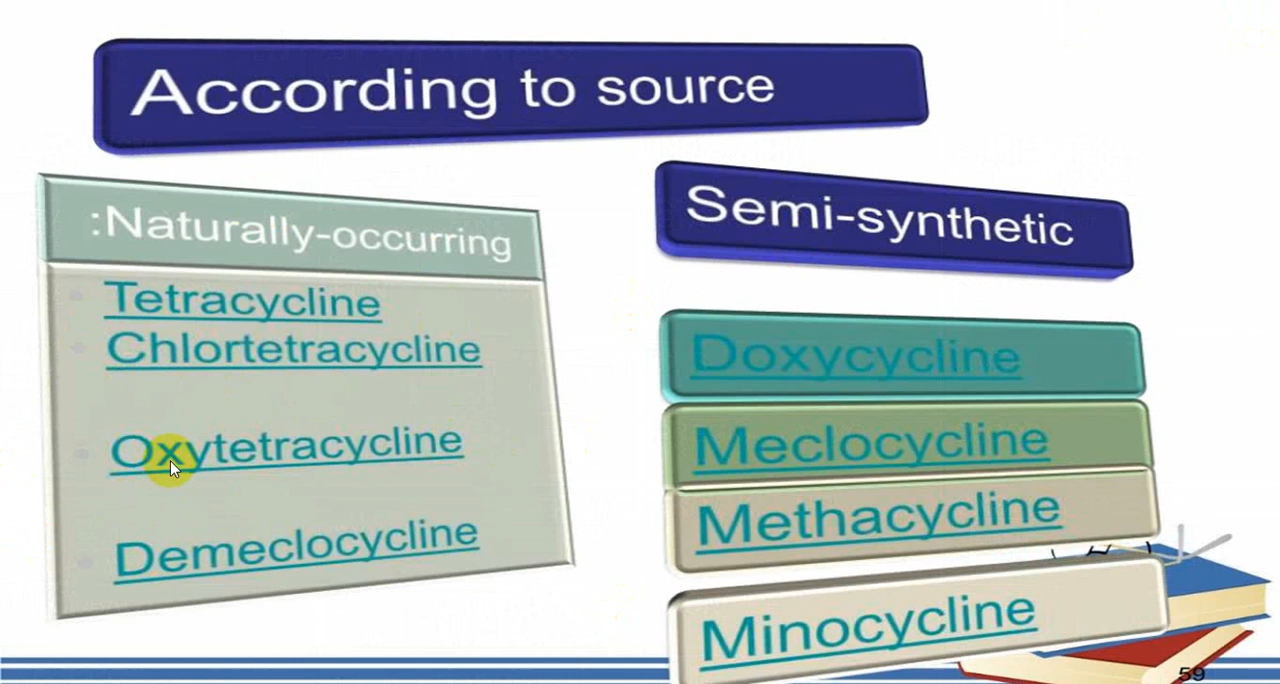 According to source
:Naturally-occurring
Tetracycline
Chlortetracycline
Oxytetracycline
Demeclocycline
Semi-synthetic
Doxycycline
Meclocycline
Methacycline
Minocycline
59